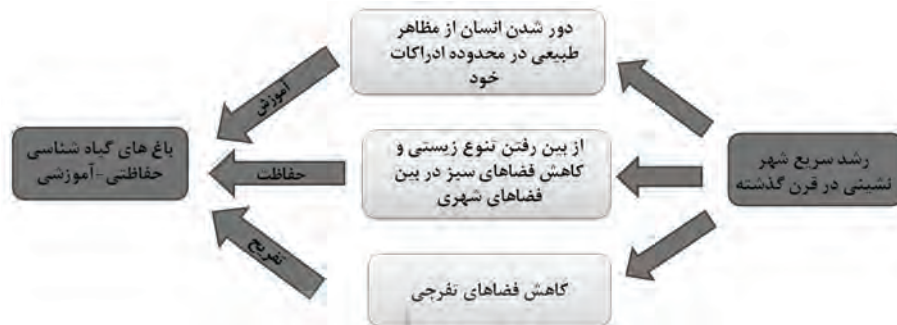 رشد سریع شهر
نشینی در قرن گذشته
دور شدن انسان از مظاهر
طبیعی در محدوده ادراکات
خود
از بین رفتن تنوع زیستی و
کاهش فضاهای سبز در بین
فضاهای شهری
کاهش فضاهای تفرجی
آموزش
حفاظت
تفریح
باغ های گیاه شناسی
حفاظتی-آموزشی